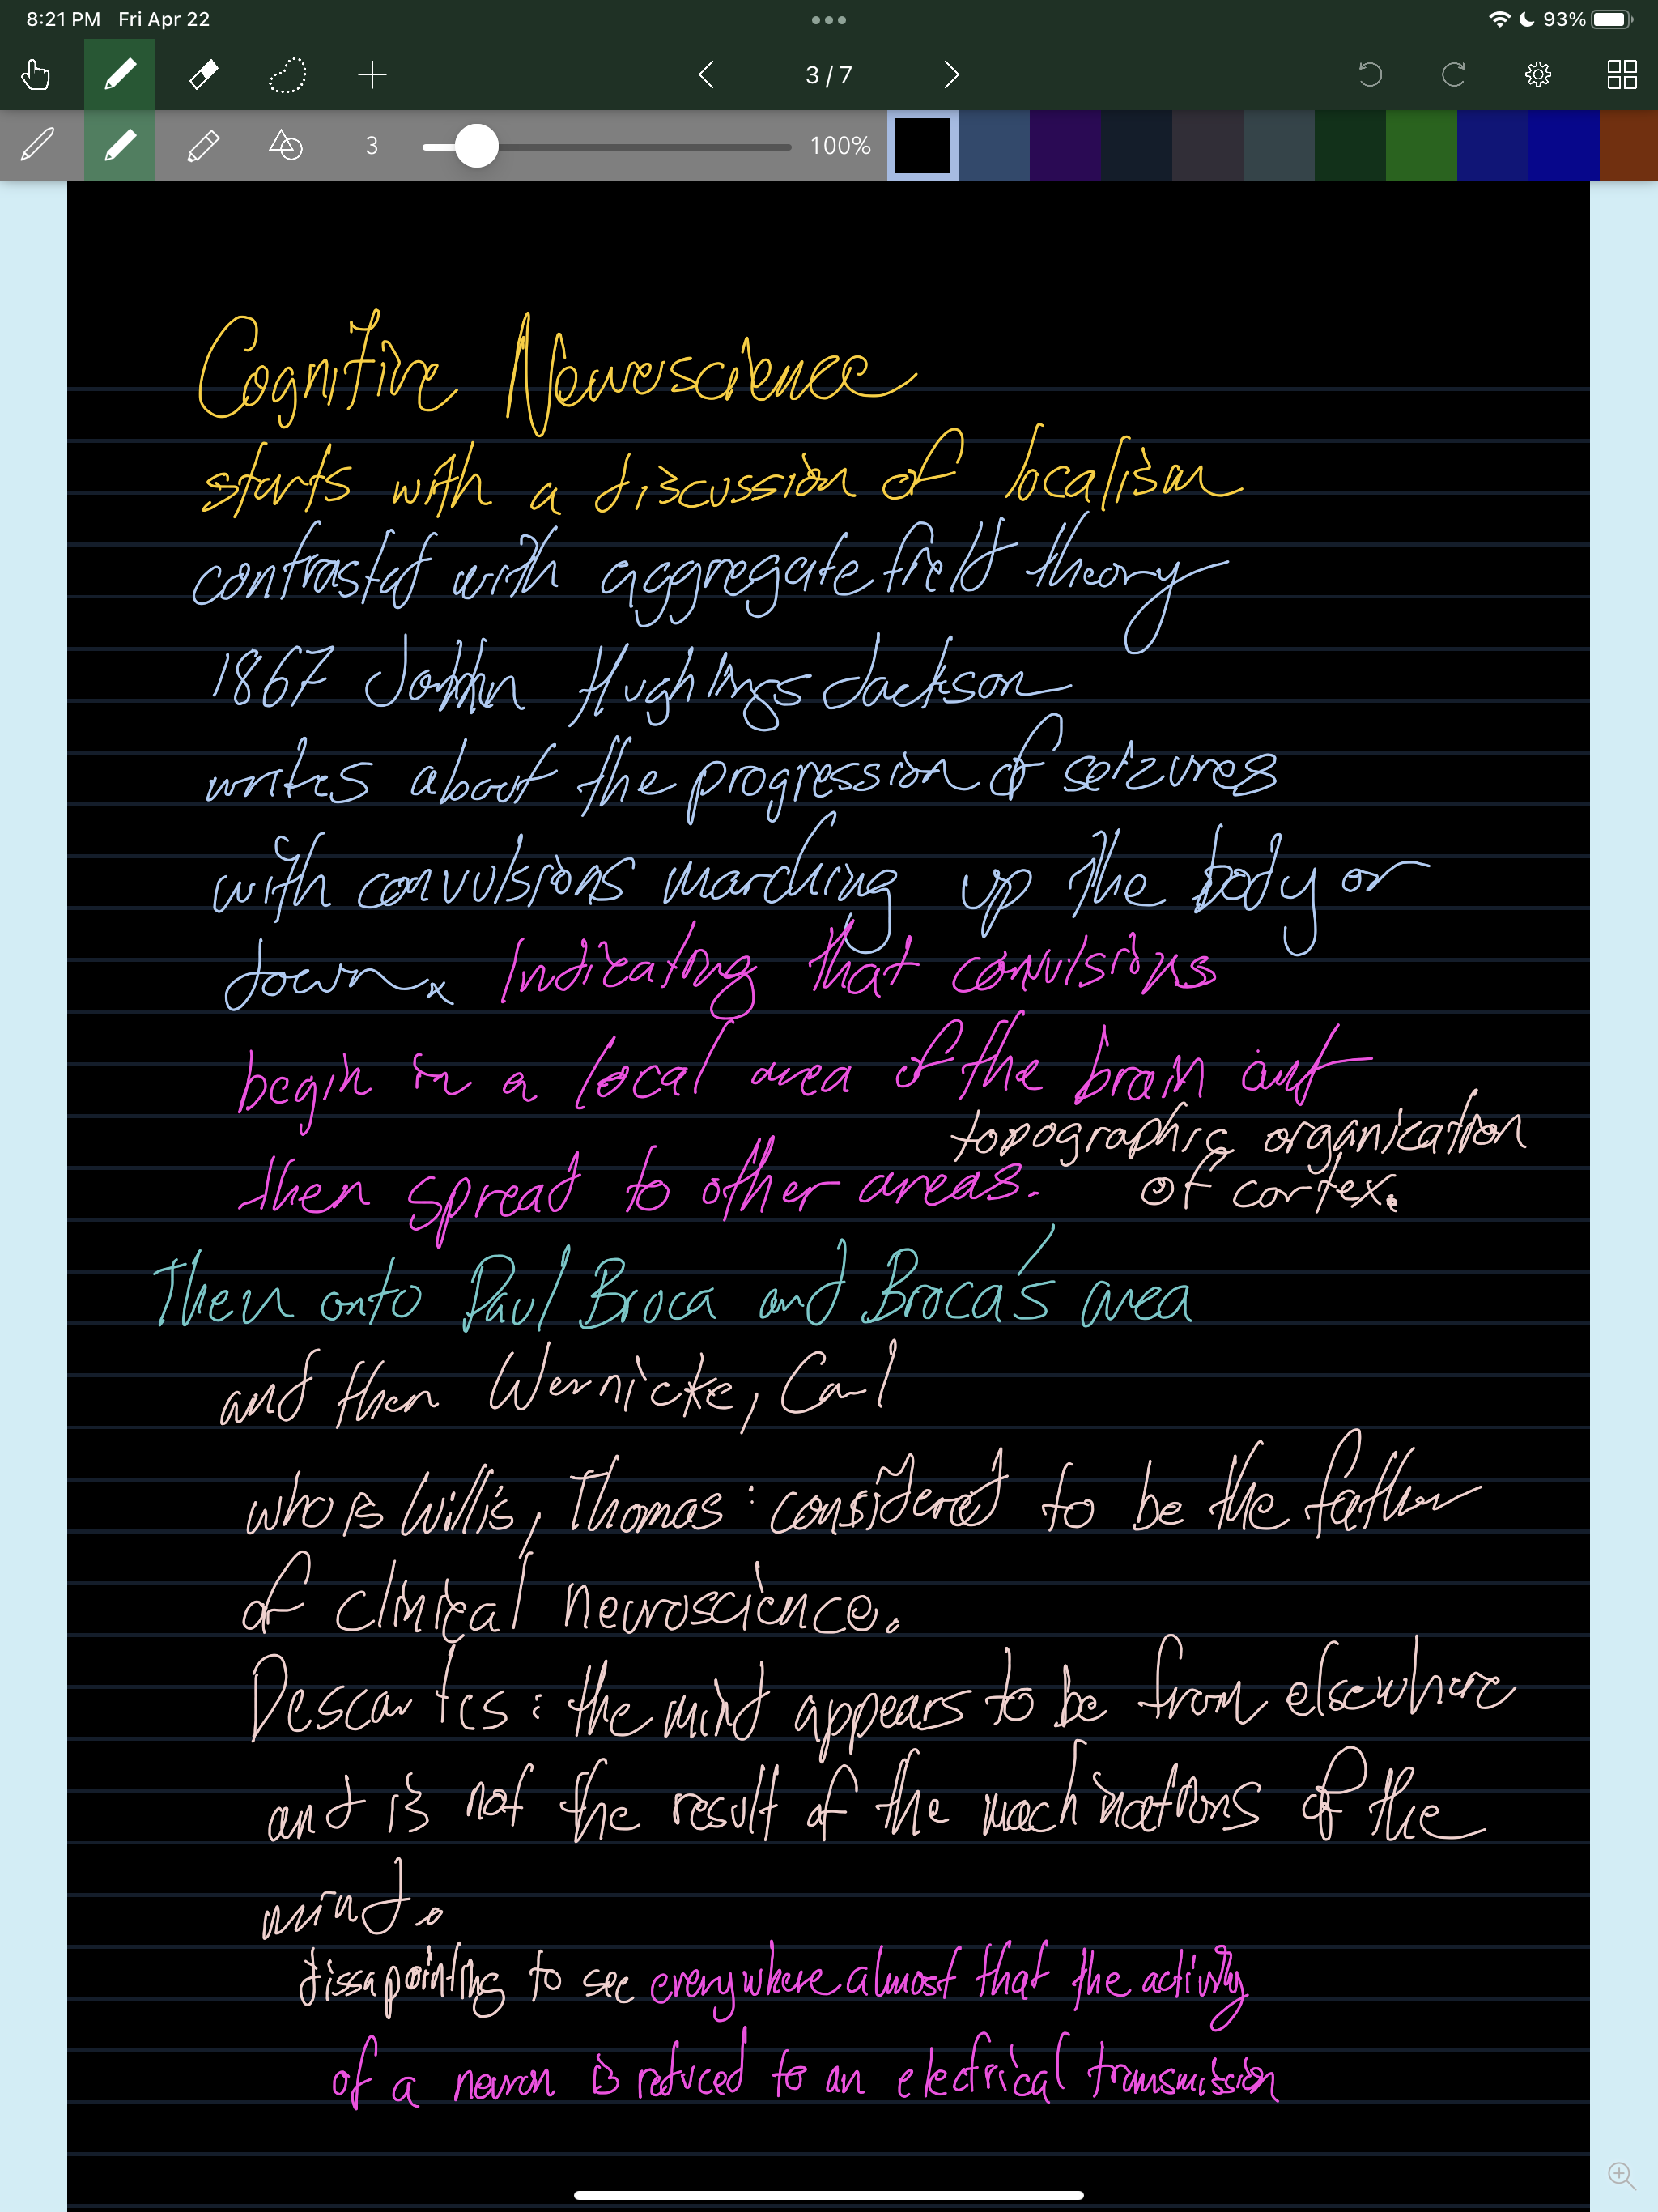 8:21 PM Fri Apr 22
93%
3/7
3
100%
Cognitive Neuroscience
starts with a discussion of localism
contrasted with aggregate field theory
1867 John Hughlings Jackson
writes about the progression of seizures
with convulsions marching up the body or
down. Indicating that convulsions
begin in a local area of the brain and
topographic organization
then spread to other areas. of cortex.
Then onto Paul Broca and Broca's area
and then Wernicke, Carl
who is Willis, Thomas: considered to be the father
of clinical neuroscience.
Descartes: the mind appears to be from elsewhere
and is not the result of the machinations of the
mind.
dissapointing to see everywhere almost that the activity
of a neuron is reduced to an electrical transmission